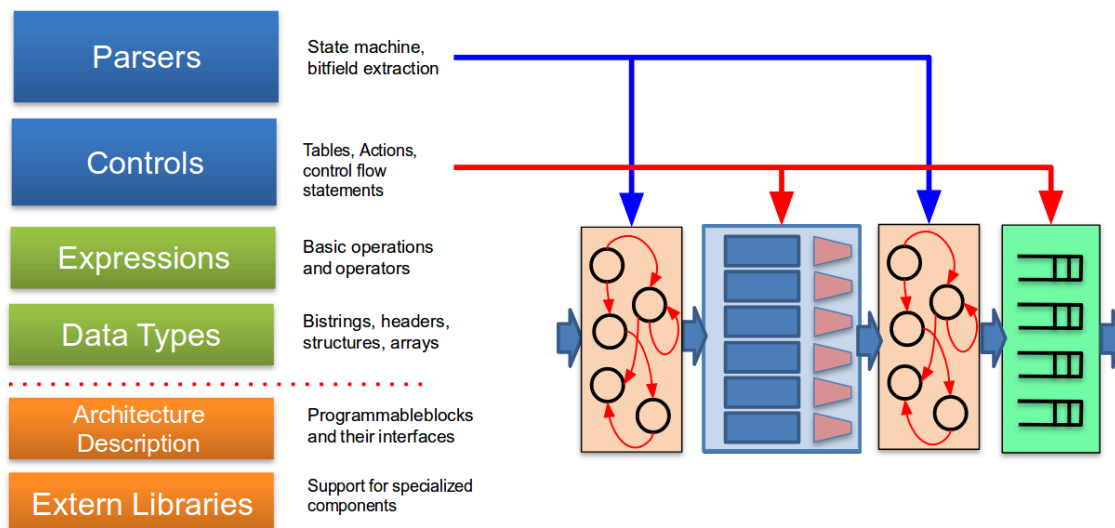 Parsers
State machine,
bitfield extraction
Controls
Tables, Actions,
control flow
statements
Expressions
Basic operations
and operators
Data Types
Bistrings, headers,
structures, arrays
Architecture
Description
Programmableblocks
and their interfaces
Extern Libraries
Support for specialized
components